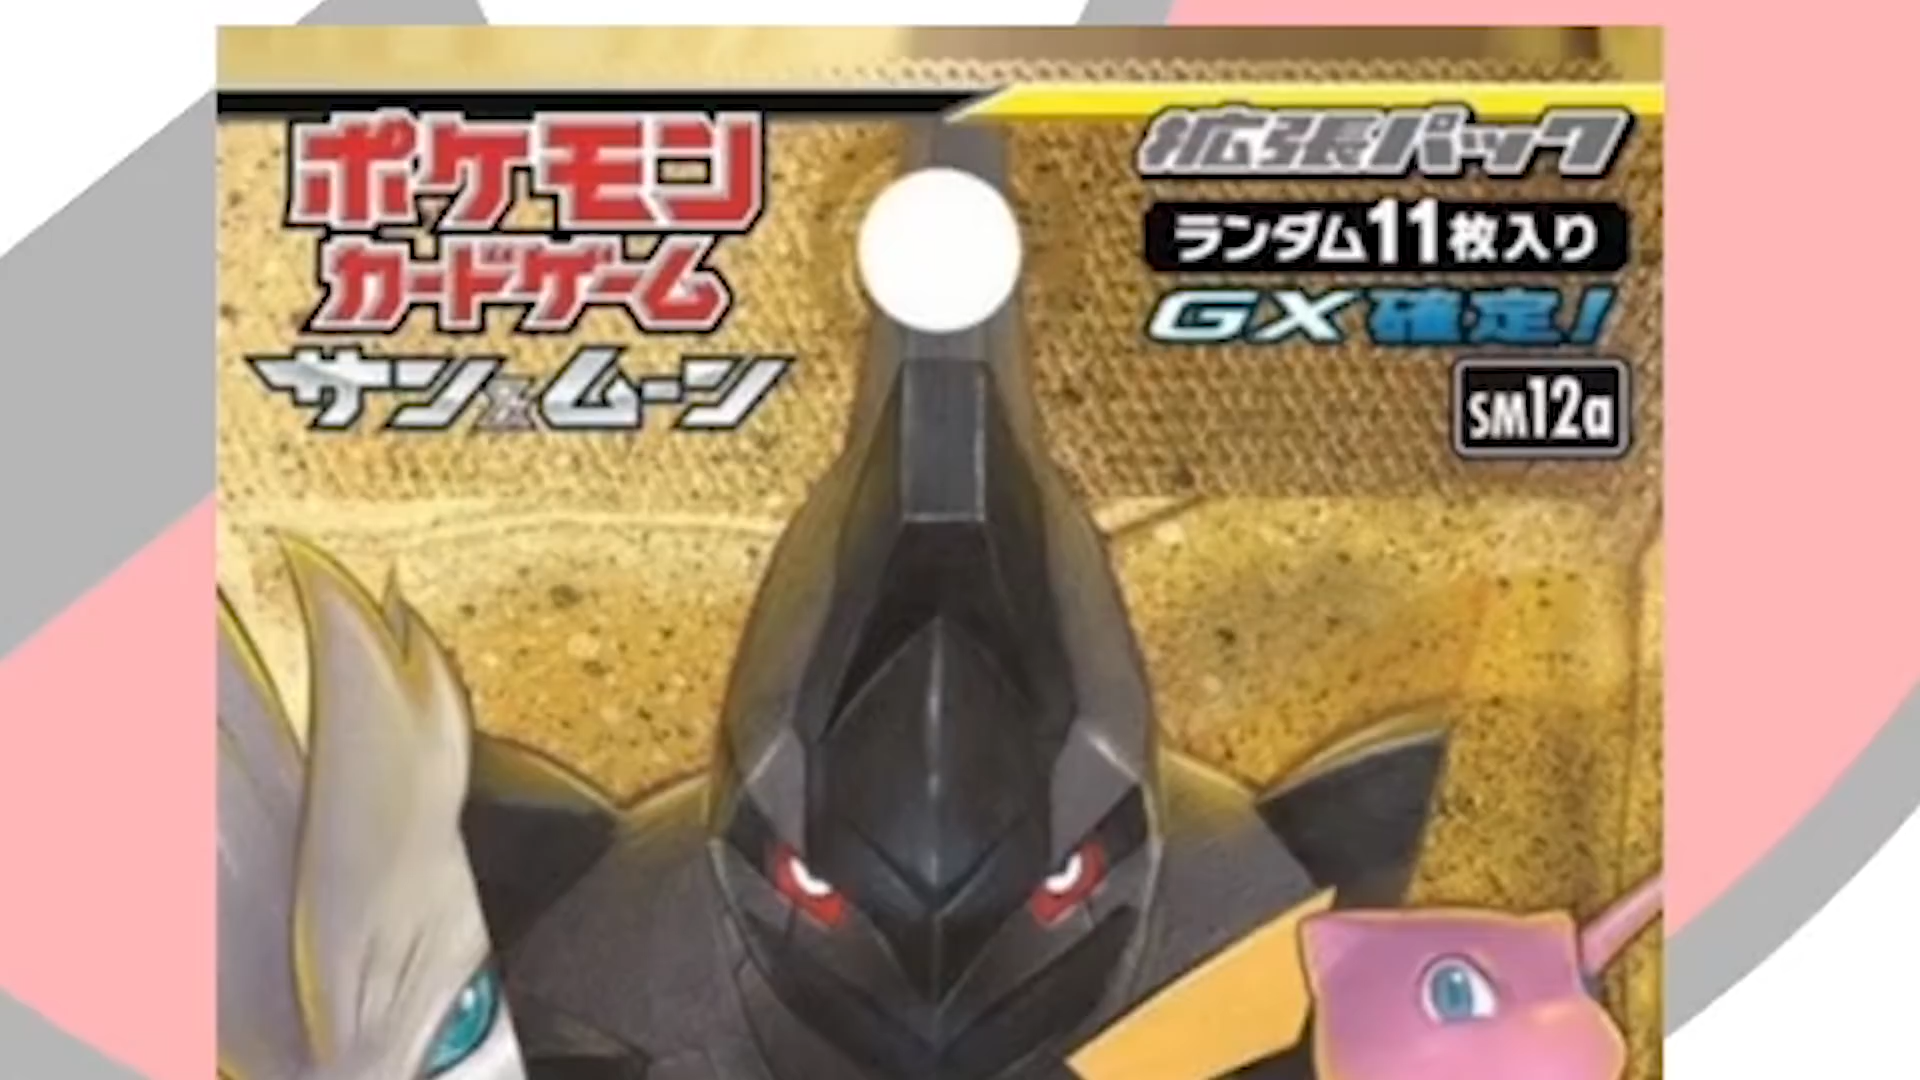 ポケモン
カードゲーム
サン&ムーン
拡張パック
ランダム11枚入り
GX確定!
SM12a